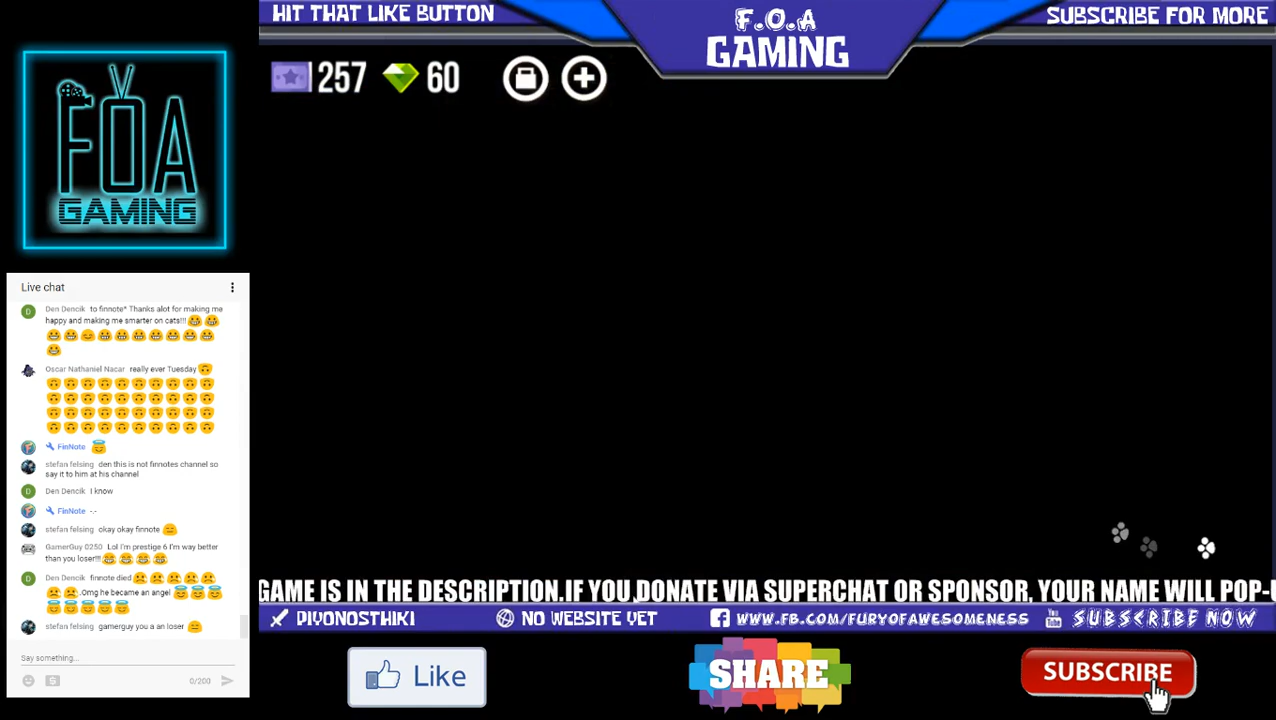 HIT THAT LIKE BUTTON
F.O.A
GAMING
SUBSCRIBE FOR MORE
257 60
FOA
GAMING
Live chat
Den Dencik to finnote* Thanks alot for making me
happy and making me smarter on cats!!!
Oscar Nathaniel Nacar really ever Tuesday
FinNote
stefan felsing den this is not finnotes channel so
say it to him at his channel
Den Dencik I know
FinNote -.-
stefan felsing okay okay finnote
GamerGuy 0250 Lol I'm prestige 6 I'm way better
than you loser!!!
Den Dencik finnote died
.Omg he became an angel
stefan felsing gamerguy you a an loser
Say something...
0/200
GAME IS IN THE DESCRIPTION.IF YOU,DONATE VIA SUPERCHAT OR SPONSOR, YOUR NAME WILL POP-U
PIYONOSTHIKI
NO WEBSITE YET
WWW.FB.COM/FURYOFAWESOMENESS
SUBSCRIBE NOW
Like
SHARE
SUBSCRIBE